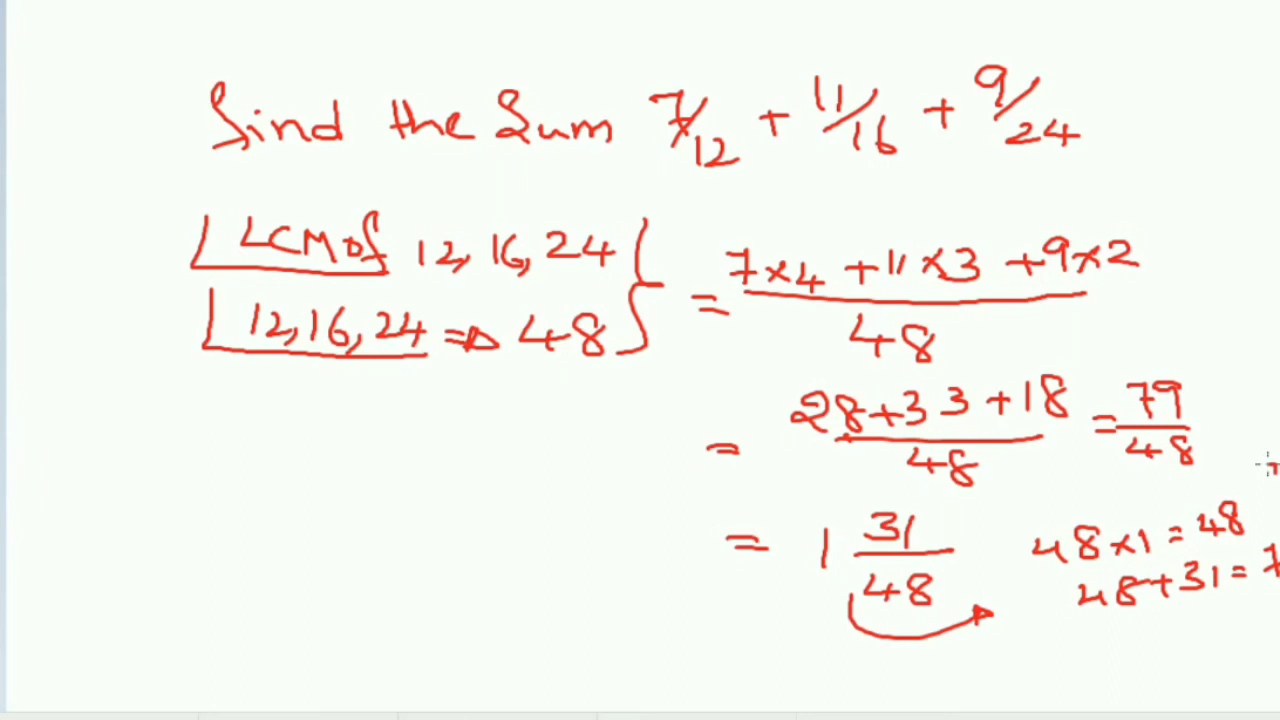 Find the Sum 7/12 + 11/16 + 9/24
LCM of 12, 16, 24
12, 16, 24 => 48
= 7×4 + 11×3 + 9×2 / 48
= 28+33+18 / 48 = 79/48
= 1 31/48
48×1 = 48
48+31 = 7